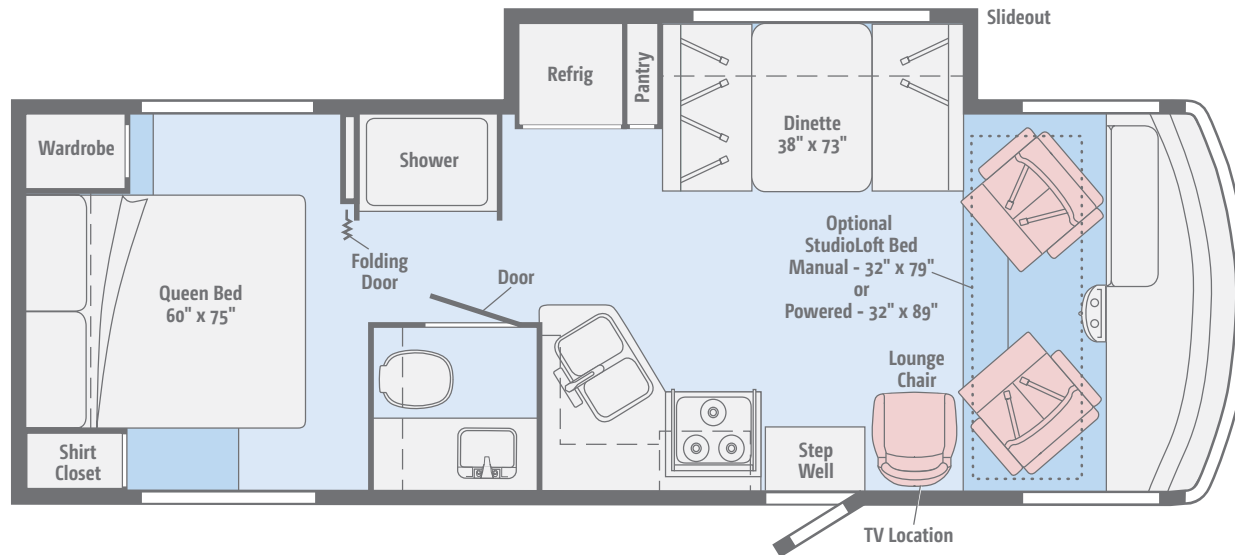 Slideout
Refrig
Pantry
Dinette
38" x 73"
Wardrobe
Shower
Optional
StudioLoft Bed
Manual - 32" x 79"
or
Powered - 32" x 89"
Folding
Door
Door
Queen Bed
60" x 75"
Lounge
Chair
Shirt
Closet
Step
Well
TV Location